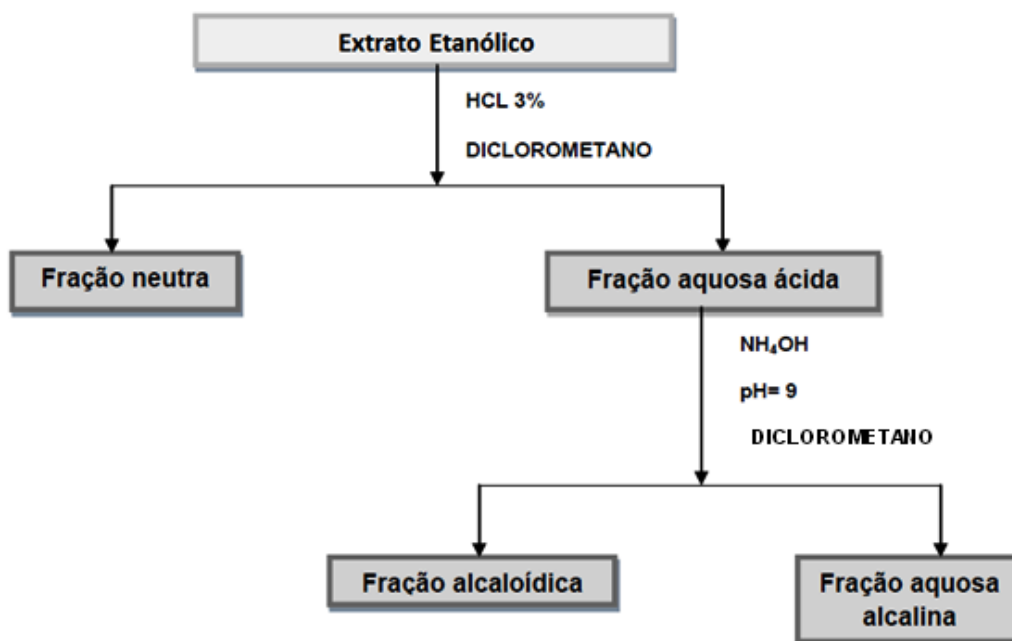 Extrato Etanólico
HCL 3%
DICLOROMETANO
Fração neutra
Fração aquosa ácida
NH₄OH
pH= 9
DICLOROMETANO
Fração alcaloídica
Fração aquosa
alcalina